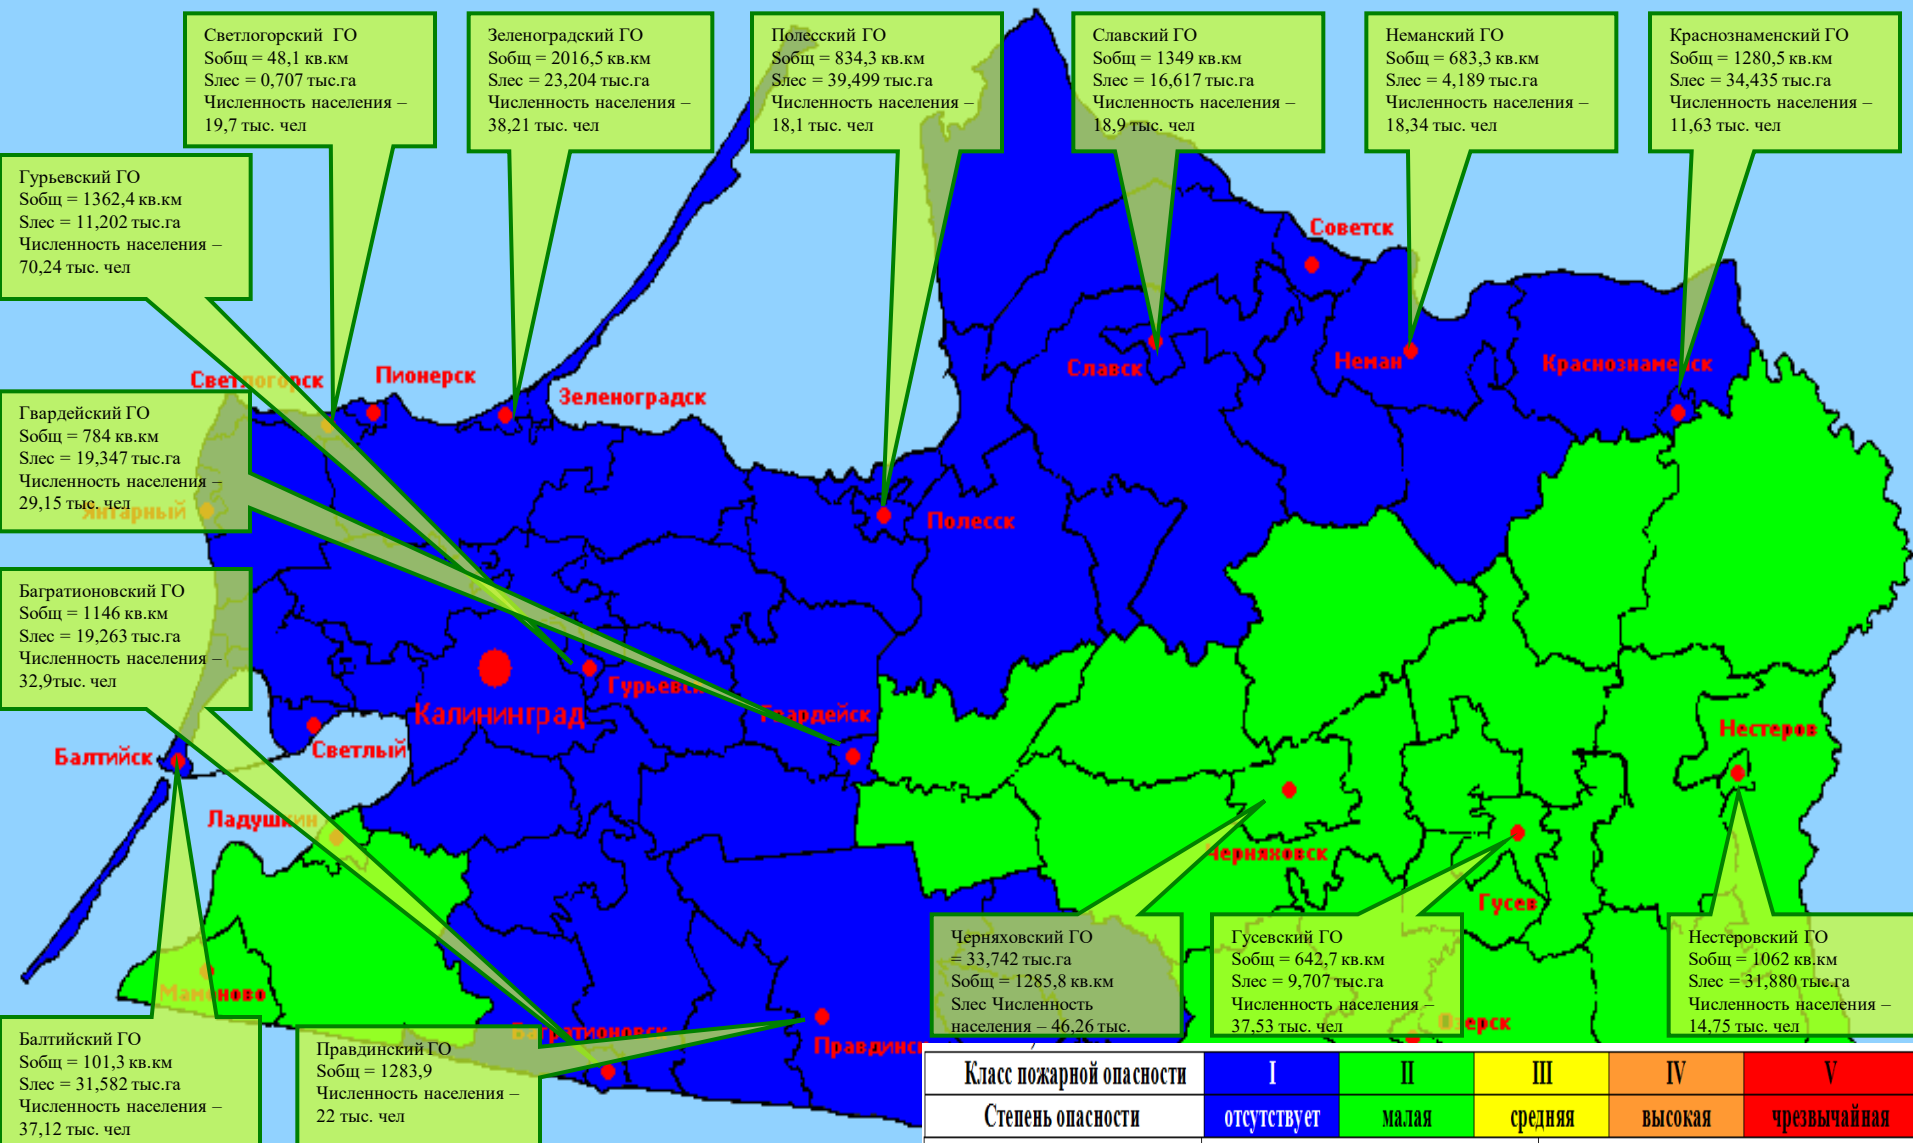 Светлогорский ГО
Sобщ = 48,1 кв.км
Sлес = 0,707 тыс.га
Численность населения –
19,7 тыс. чел
Зеленоградский ГО
Sобщ = 2016,5 кв.км
Sлес = 23,204 тыс.га
Численность населения –
38,21 тыс. чел
Полесский ГО
Sобщ = 834,3 кв.км
Sлес = 39,499 тыс.га
Численность населения –
18,1 тыс. чел
Славский ГО
Sобщ = 1349 кв.км
Sлес = 16,617 тыс.га
Численность населения –
18,9 тыс. чел
Неманский ГО
Sобщ = 683,3 кв.км
Sлес = 4,189 тыс.га
Численность населения –
18,34 тыс. чел
Краснознаменский ГО
Sобщ = 1280,5 кв.км
Sлес = 34,435 тыс.га
Численность населения –
11,63 тыс. чел
Гурьевский ГО
Sобщ = 1362,4 кв.км
Sлес = 11,202 тыс.га
Численность населения –
70,24 тыс. чел
Советск
Славск
Неман
Краснознаменск
Светлогорск
Пионерск
Зеленоградск
Гвардейский ГО
Sобщ = 784 кв.км
Sлес = 19,347 тыс.га
Численность населения –
29,15 тыс. чел
Янтарный
Полесск
Багратионовский ГО
Sобщ = 1146 кв.км
Sлес = 19,263 тыс.га
Численность населения –
32,9тыс. чел
Гурьевск
Калининград
Гвардейск
Нестеров
Светлый
Балтийск
Ладушкин
Черняховск
Гусев
Мамоново
Черняховский ГО
= 33,742 тыс.га
Sобщ = 1285,8 кв.км
Sлес Численность
населения – 46,26 тыс.
Гусевский ГО
Sобщ = 642,7 кв.км
Sлес = 9,707 тыс.га
Численность населения –
37,53 тыс. чел
Нестеровский ГО
Sобщ = 1062 кв.км
Sлес = 31,880 тыс.га
Численность населения –
14,75 тыс. чел
Озерск
Багратионовск
Правдинск
Балтийский ГО
Sобщ = 101,3 кв.км
Sлес = 31,582 тыс.га
Численность населения –
37,12 тыс. чел
Правдинский ГО
Sобщ = 1283,9
Численность населения –
22 тыс. чел
Класс пожарной опасности I II III IV V
Степень опасности отсутствует малая средняя высокая чрезвычайная